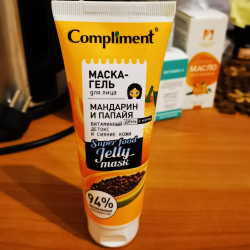 Compliment
МАСКА-
ГЕЛЬ
для лица
МАНДАРИН
И ПАПАЙЯ
ВИТАМИННЫЙ
ДЕТОКС
И СИЯНИЕ КОЖИ
Super food
Jelly
mask
94%
МАСЛО